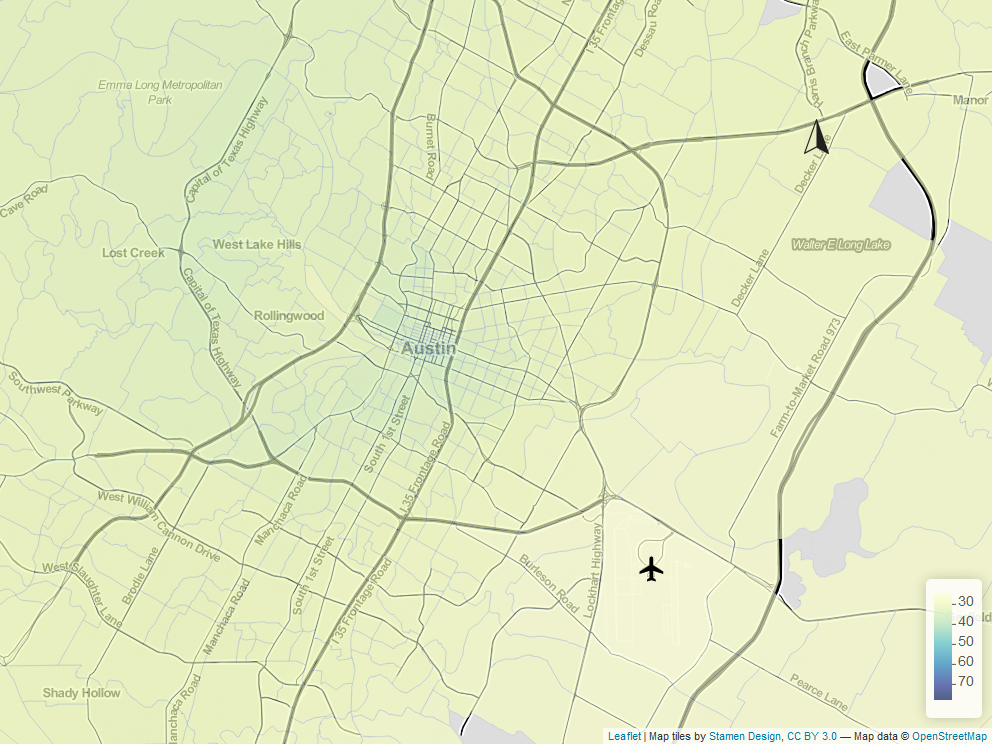 I 35 Frontage
Dessau Roa
Harris Branch Parkway
East Parmer Lane
Emma Long Metropolitan
Park
Manor
Capital of Texas Highway
Burnet Road
Decker Lane
Cave Road
Lost Creek
West Lake Hills
Walter E Long Lake
Decker Lane
Capital of Texas Highway
Rollingwood
Austin
Farm-to-Market Road 973
Southwest Parkway
South 1st Street
I 35 Frontage Road
West William Cannon Drive
Manchaca Road
Lockhart Highway
Burleson Road
West Slaughter Lane
Brodie Lane
South 1st Street
I 35 Frontage Road
Manchaca Road
Shady Hollow
Manchaca Road
Pearce Lane
30
40
50
60
70
Leaflet | Map tiles by Stamen Design, CC BY 3.0 — Map data © OpenStreetMap